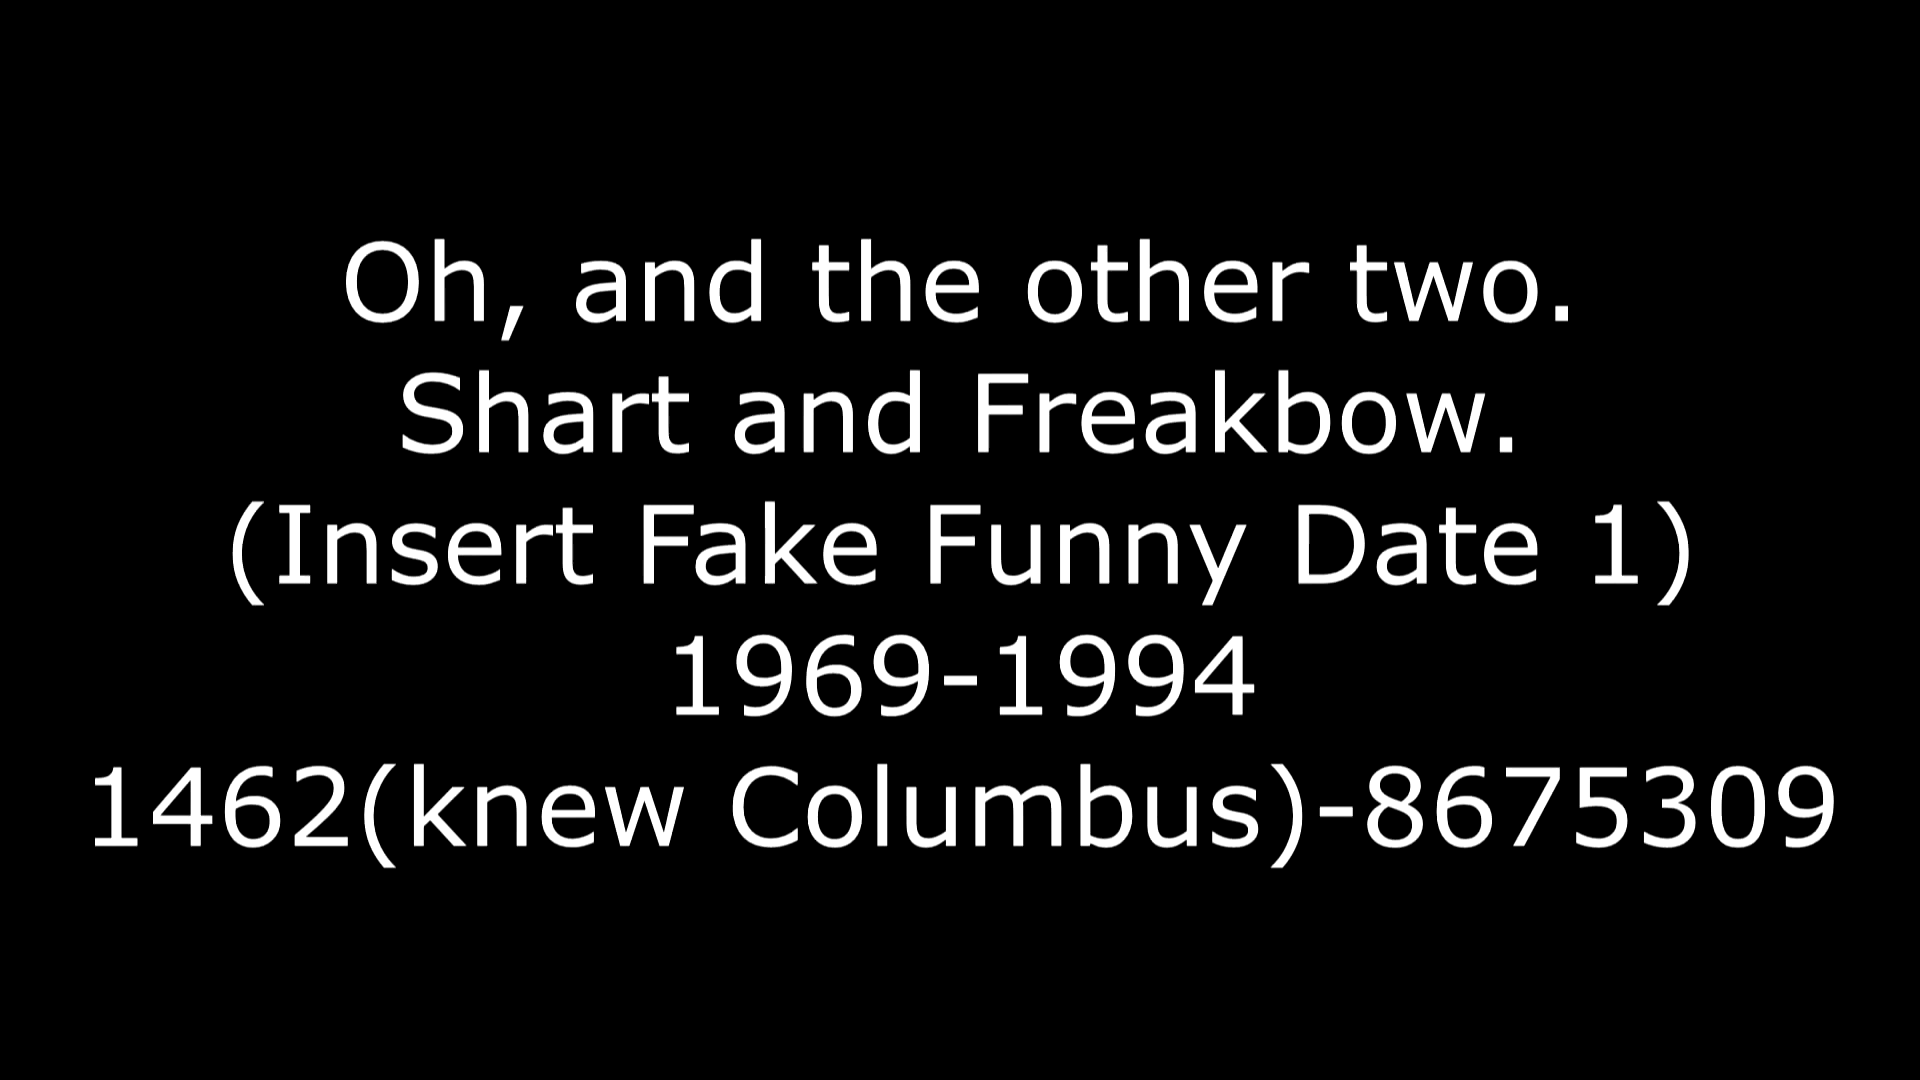 Oh, and the other two.
Shart and Freakbow.
(Insert Fake Funny Date 1)
1969-1994
1462(knew Columbus)-8675309